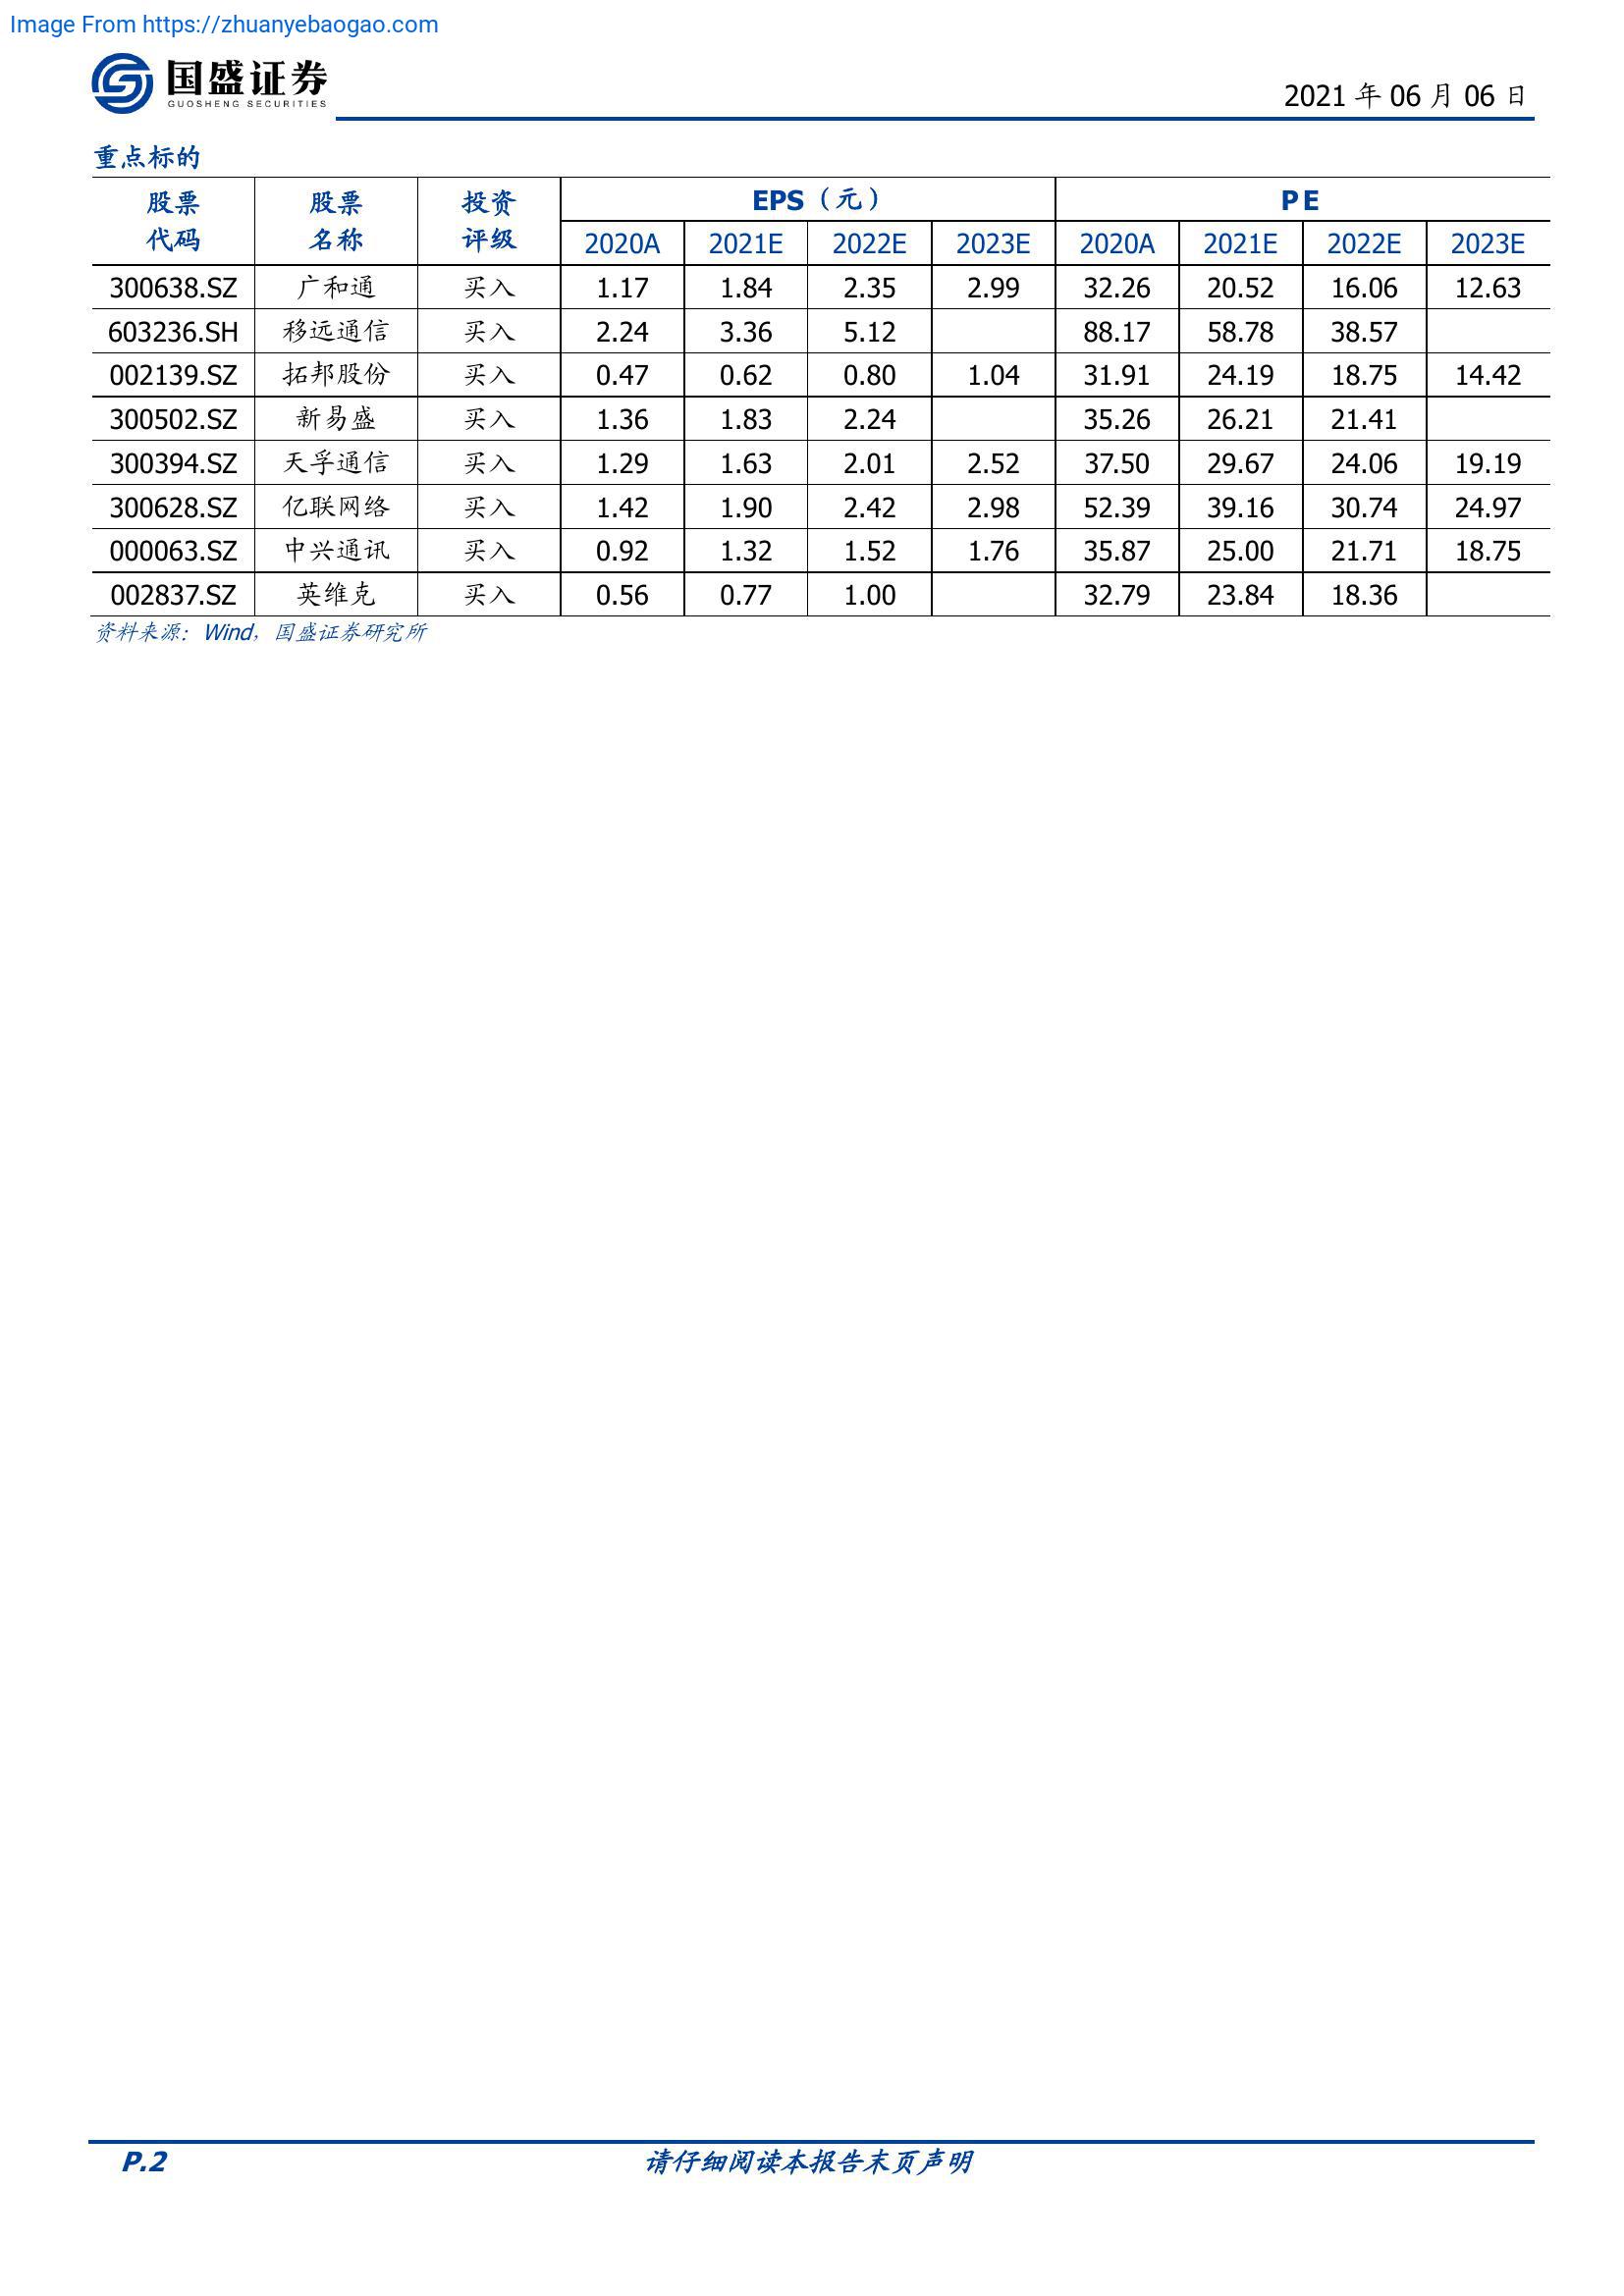 Image From https://zhuanyebaogao.com
国盛证券
GUOSHENG SECURITIES
2021 年 06 月 06 日
重点标的
股票代码 股票名称 投资评级 EPS（元） PE
2020A 2021E 2022E 2023E 2020A 2021E 2022E 2023E
300638.SZ 广和通 买入 1.17 1.84 2.35 2.99 32.26 20.52 16.06 12.63
603236.SH 移远通信 买入 2.24 3.36 5.12 88.17 58.78 38.57
002139.SZ 拓邦股份 买入 0.47 0.62 0.80 1.04 31.91 24.19 18.75 14.42
300502.SZ 新易盛 买入 1.36 1.83 2.24 35.26 26.21 21.41
300394.SZ 天孚通信 买入 1.29 1.63 2.01 2.52 37.50 29.67 24.06 19.19
300628.SZ 亿联网络 买入 1.42 1.90 2.42 2.98 52.39 39.16 30.74 24.97
000063.SZ 中兴通讯 买入 0.92 1.32 1.52 1.76 35.87 25.00 21.71 18.75
002837.SZ 英维克 买入 0.56 0.77 1.00 32.79 23.84 18.36
资料来源：Wind，国盛证券研究所
P.2 请仔细阅读本报告末页声明